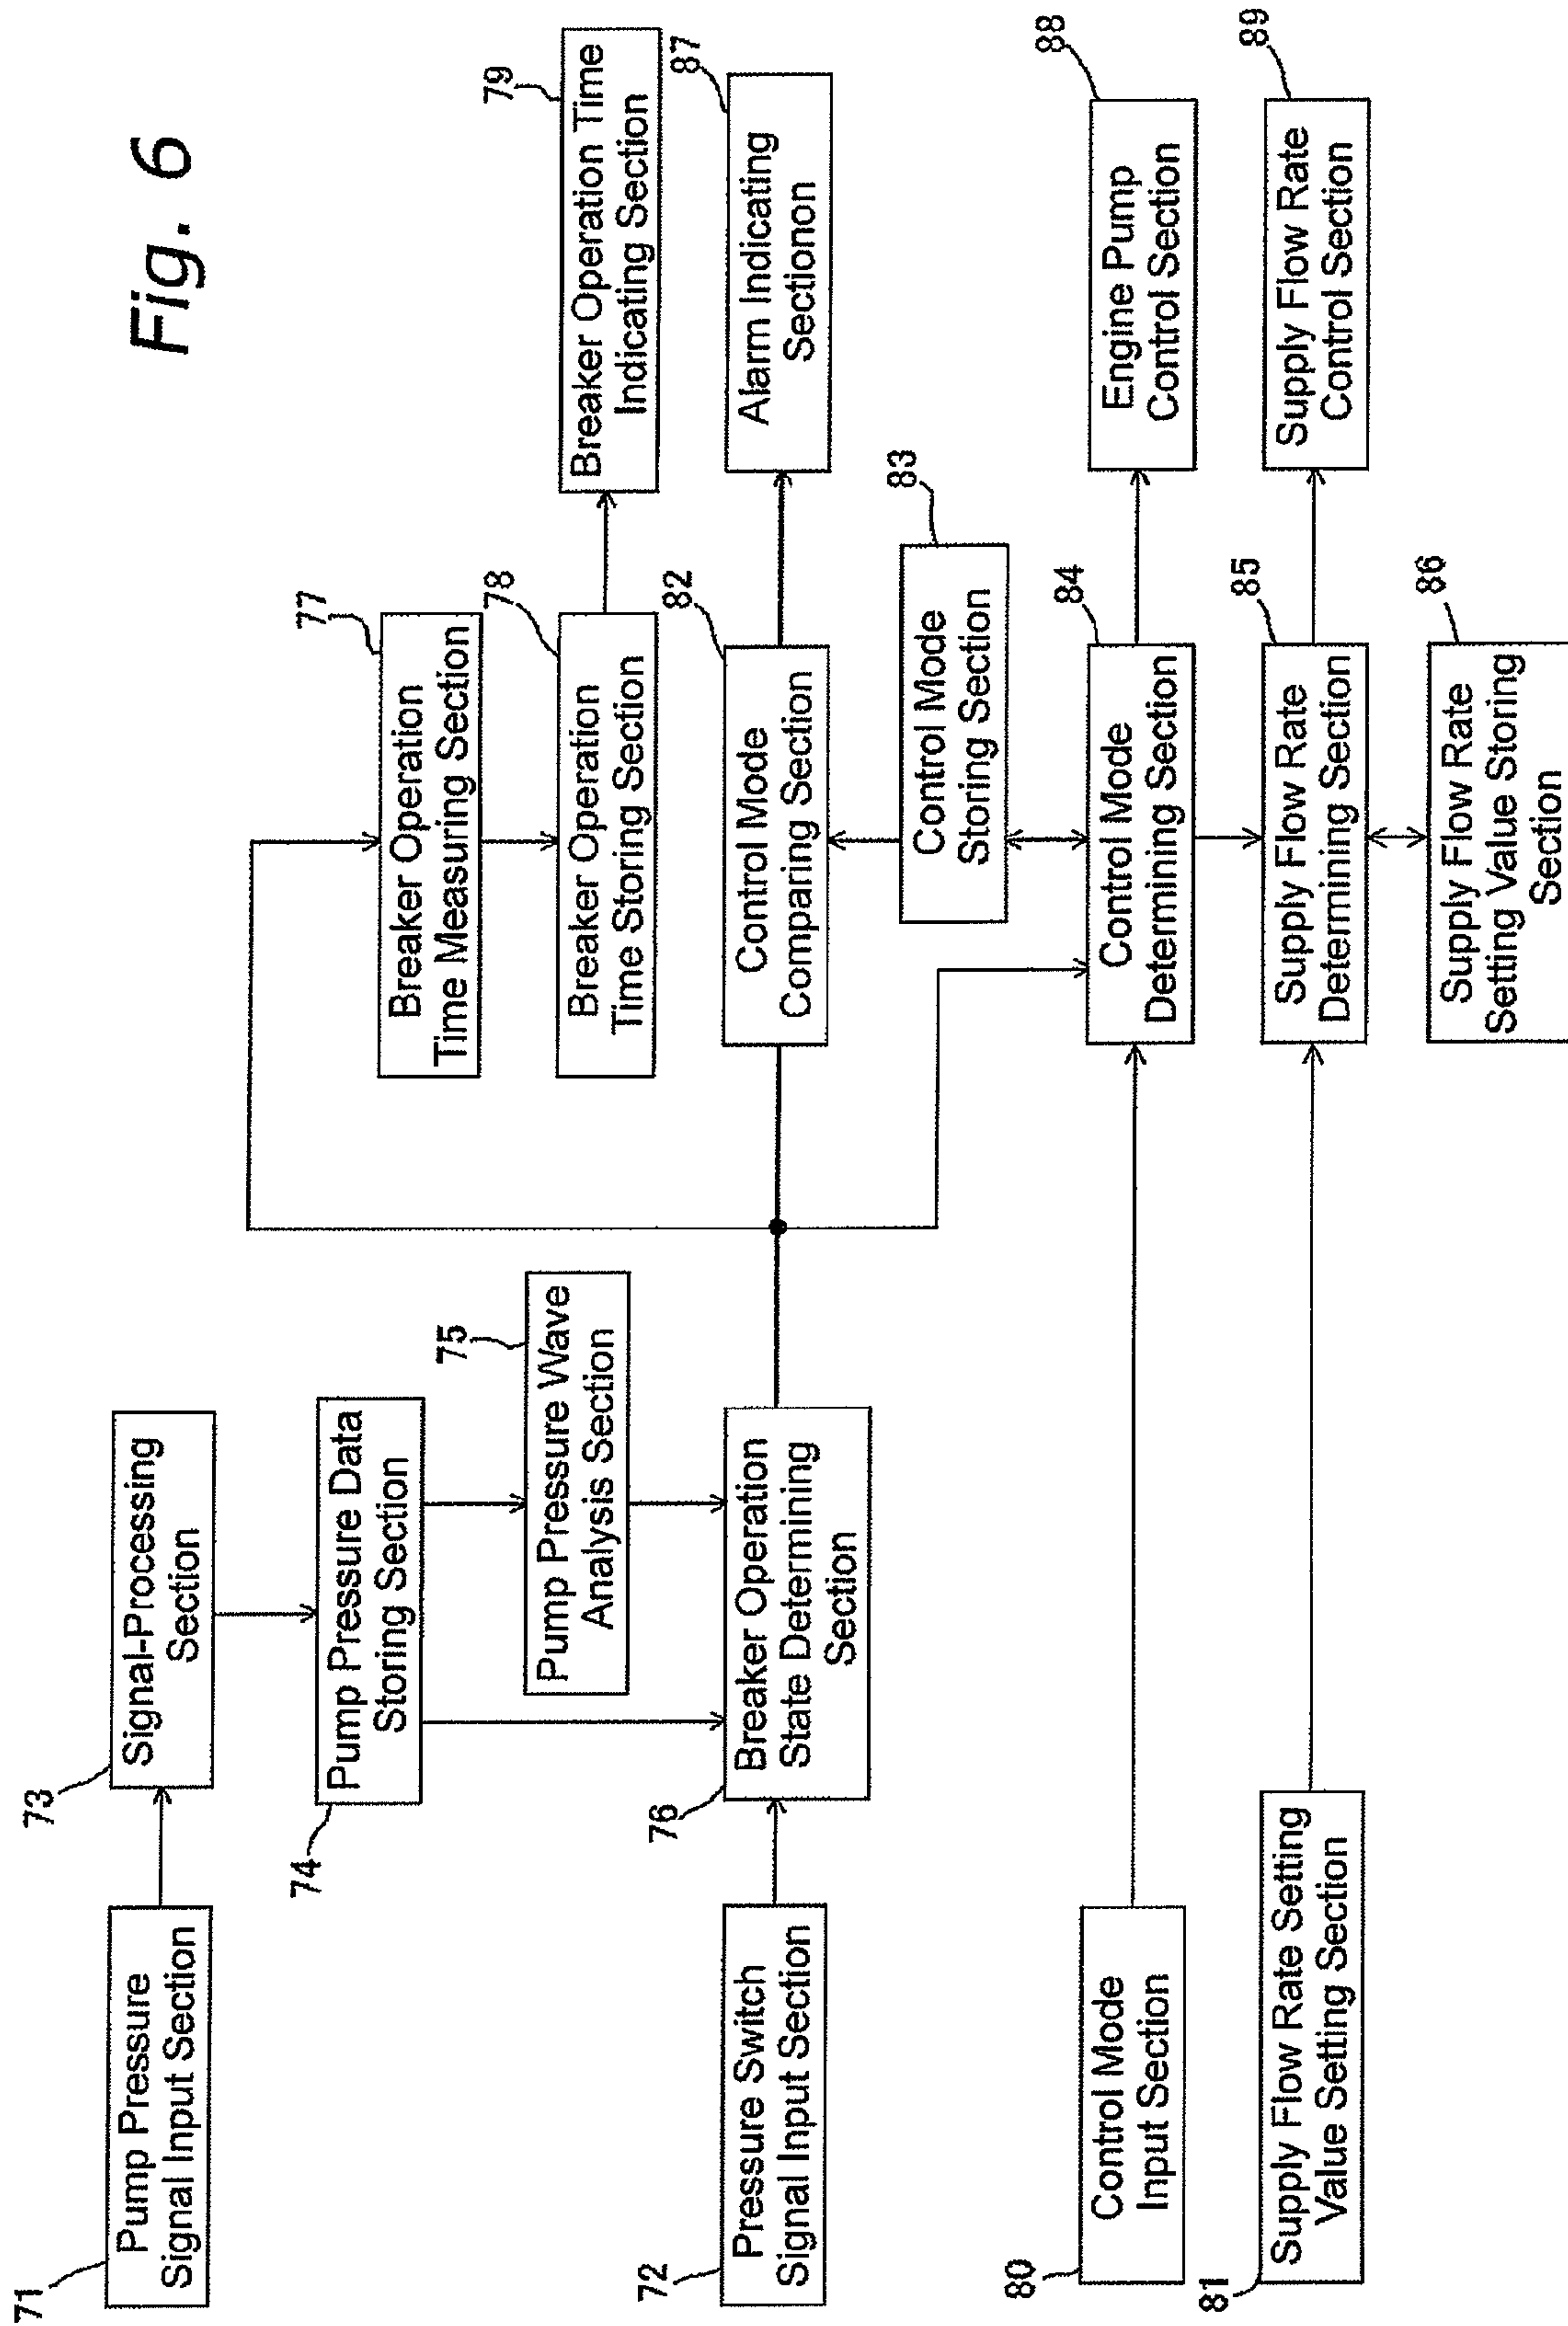 Fig. 6
71
Pump Pressure
Signal Input Section
73
Signal-Processing
Section
74
Pump Pressure Data
Storing Section
75
Pump Pressure Wave
Analysis Section
72
Pressure Switch
Signal Input Section
76
Breaker Operation
State Determining
Section
77
Breaker Operation
Time Measuring Section
78
Breaker Operation
Time Storing Section
79
Breaker Operation Time
Indicating Section
82
Control Mode
Comparing Section
87
Alarm Indicating
Sectionon
83
Control Mode
Storing Section
80
Control Mode
Input Section
84
Control Mode
Determining Section
88
Engine Pump
Control Section
81
Supply Flow Rate Setting
Value Setting Section
85
Supply Flow Rate
Determining Section
89
Supply Flow Rate
Control Section
86
Supply Flow Rate
Setting Value Storing
Section